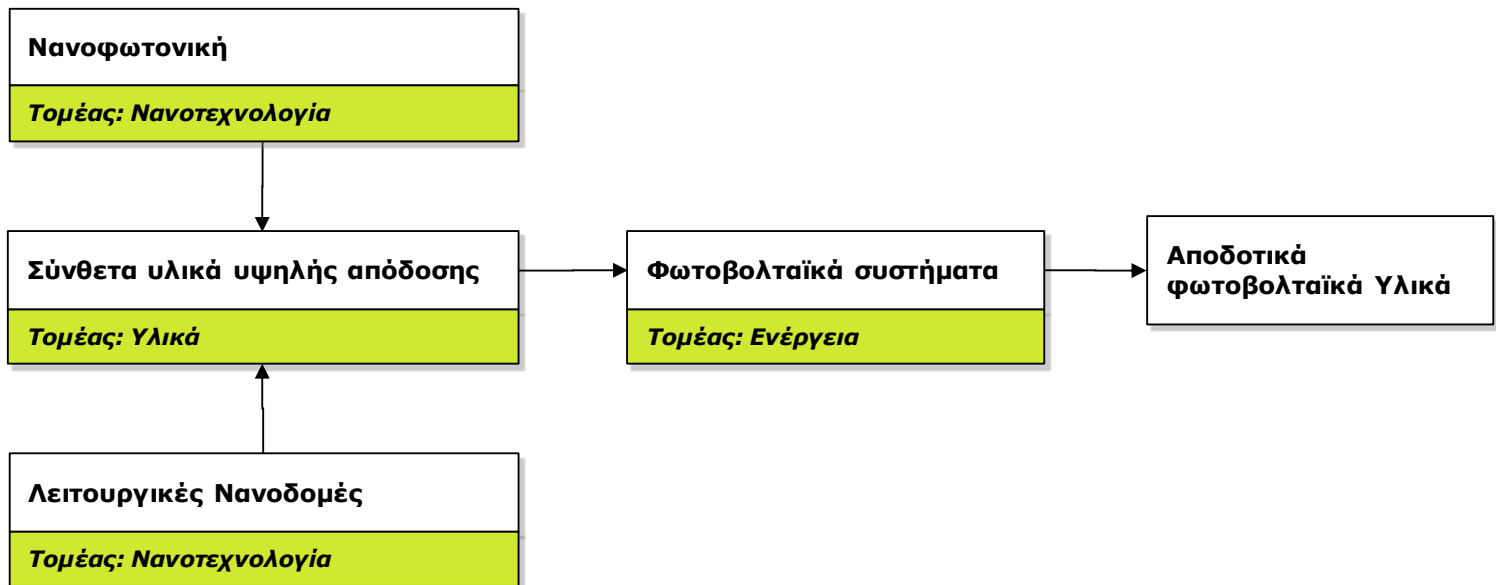 Νανοφωτονική
Τομέας: Νανοτεχνολογία
Σύνθετα υλικά υψηλής απόδοσης
Τομέας: Υλικά
Φωτοβολταϊκά συστήματα
Τομέας: Ενέργεια
Αποδοτικά
φωτοβολταϊκά Υλικά
Λειτουργικές Νανοδομές
Τομέας: Νανοτεχνολογία